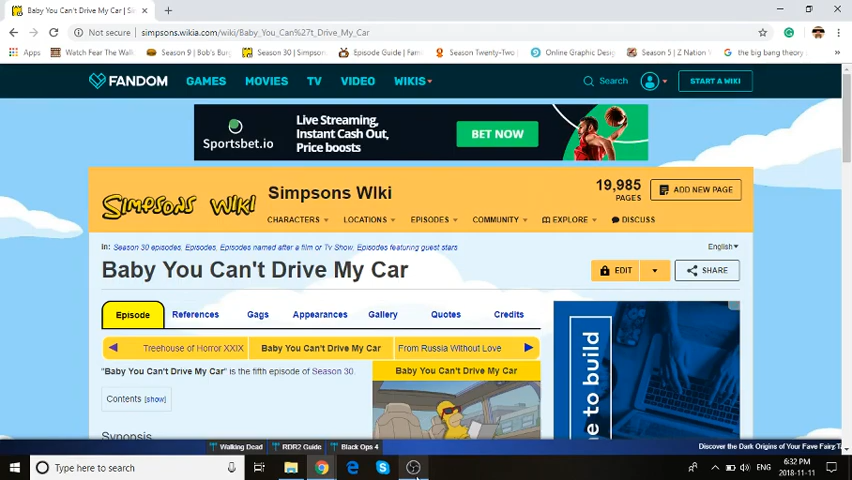 Baby You Can't Drive My Car | Sim
Not secure | simpsons.wikia.com/wiki/Baby_You_Can%27t_Drive_My_Car
Apps Watch Fear The Walk Season 9 | Bob's Burg Season 30 | Simpson Episode Guide | Fam Season Twenty-Two Online Graphic Desig Season 5 | Z Nation the big bang theory
FANDOM GAMES MOVIES TV VIDEO WIKIS Search START A WIKI
Sportsbet.io
Live Streaming,
Instant Cash Out,
Price boosts
BET NOW
SIMPSONS WIKI
Simpsons WIki
19,985
PAGES
ADD NEW PAGE
CHARACTERS LOCATIONS EPISODES COMMUNITY EXPLORE DISCUSS
in: Season 30 episodes, Episodes, Episodes named after a film or Tv Show, Episodes featuring guest stars
English
Baby You Can't Drive My Car
EDIT SHARE
Episode References Gags Appearances Gallery Quotes Credits
Treehouse of Horror XXIX Baby You Can't Drive My Car From Russia Without Love
"Baby You Can't Drive My Car" is the fifth episode of Season 30.
Baby You Can't Drive My Car
Contents [show]
Synopsis
ne to build
Walking Dead RDR2 Guide Black Ops 4
Discover the Dark Origins of Your Fave Fairy Ta
Type here to search
ENG
6:32 PM
2018-11-11